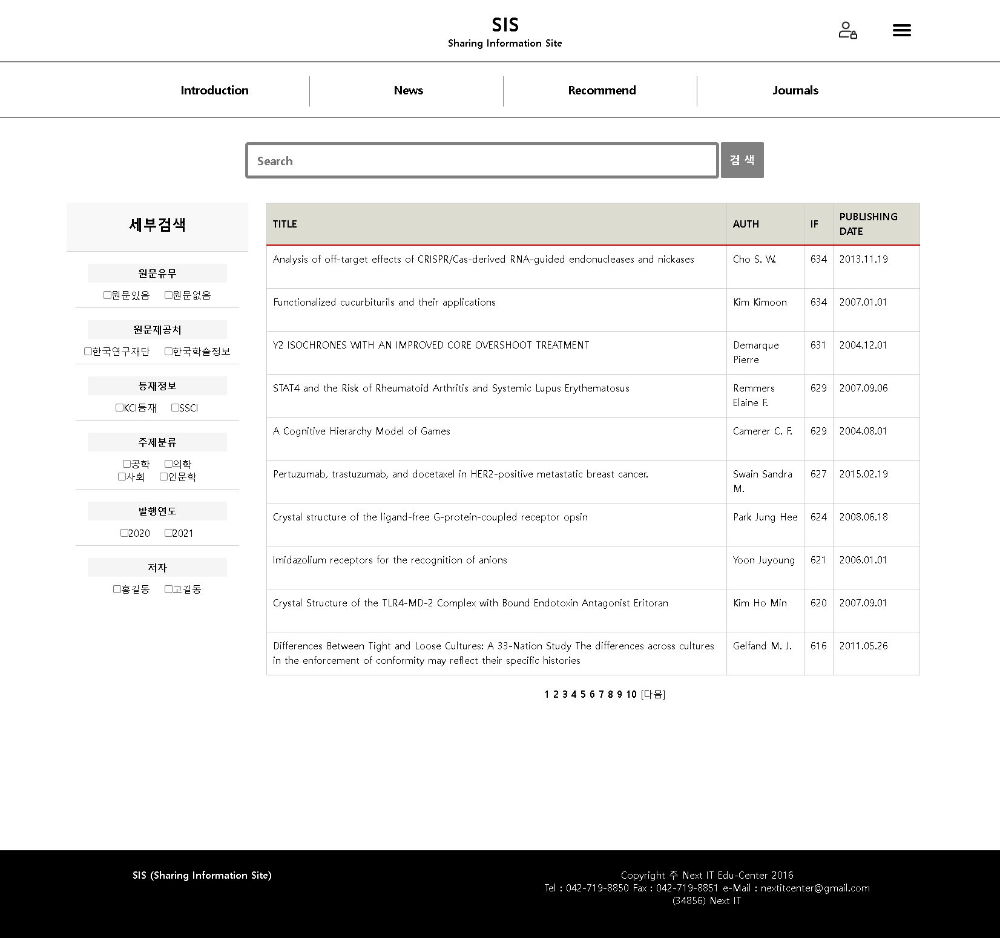 SIS
Sharing Information Site
Introduction
News
Recommend
Journals
Search
검 색
세부검색
원문유무
원문있음 원문없음
원문제공처
한국연구재단 한국학술정보
등재정보
KCI등재 SSCI
주제분류
공학 의학
사회 인문학
발행연도
2020 2021
저자
홍길동 고길동
TITLE AUTH IF PUBLISHING
DATE
Analysis of off-target effects of CRISPR/Cas-derived RNA-guided endonucleases and nickases Cho S. W. 634 2013.11.19
Functionalized cucurbiturils and their applications Kim Kimoon 634 2007.01.01
Y2 ISOCHRONES WITH AN IMPROVED CORE OVERSHOOT TREATMENT Demarque 631 2004.12.01
Pierre
STAT4 and the Risk of Rheumatoid Arthritis and Systemic Lupus Erythematosus Remmers 629 2007.09.06
Elaine F.
A Cognitive Hierarchy Model of Games Camerer C. F. 629 2004.08.01
Pertuzumab, trastuzumab, and docetaxel in HER2-positive metastatic breast cancer. Swain Sandra 627 2015.02.19
M.
Crystal structure of the ligand-free G-protein-coupled receptor opsin Park Jung Hee 624 2008.06.18
Imidazolium receptors for the recognition of anions Yoon Juyoung 621 2006.01.01
Crystal Structure of the TLR4-MD-2 Complex with Bound Endotoxin Antagonist Eritoran Kim Ho Min 620 2007.09.01
Differences Between Tight and Loose Cultures: A 33-Nation Study The differences across cultures Gelfand M. J. 616 2011.05.26
in the enforcement of conformity may reflect their specific histories
1 2 3 4 5 6 7 8 9 10 [다음]
SIS (Sharing Information Site)
Copyright 주 Next IT Edu-Center 2016
Tel : 042-719-8850 Fax : 042-719-8851 e-Mail : nextitcenter@gmail.com
(34856) Next IT